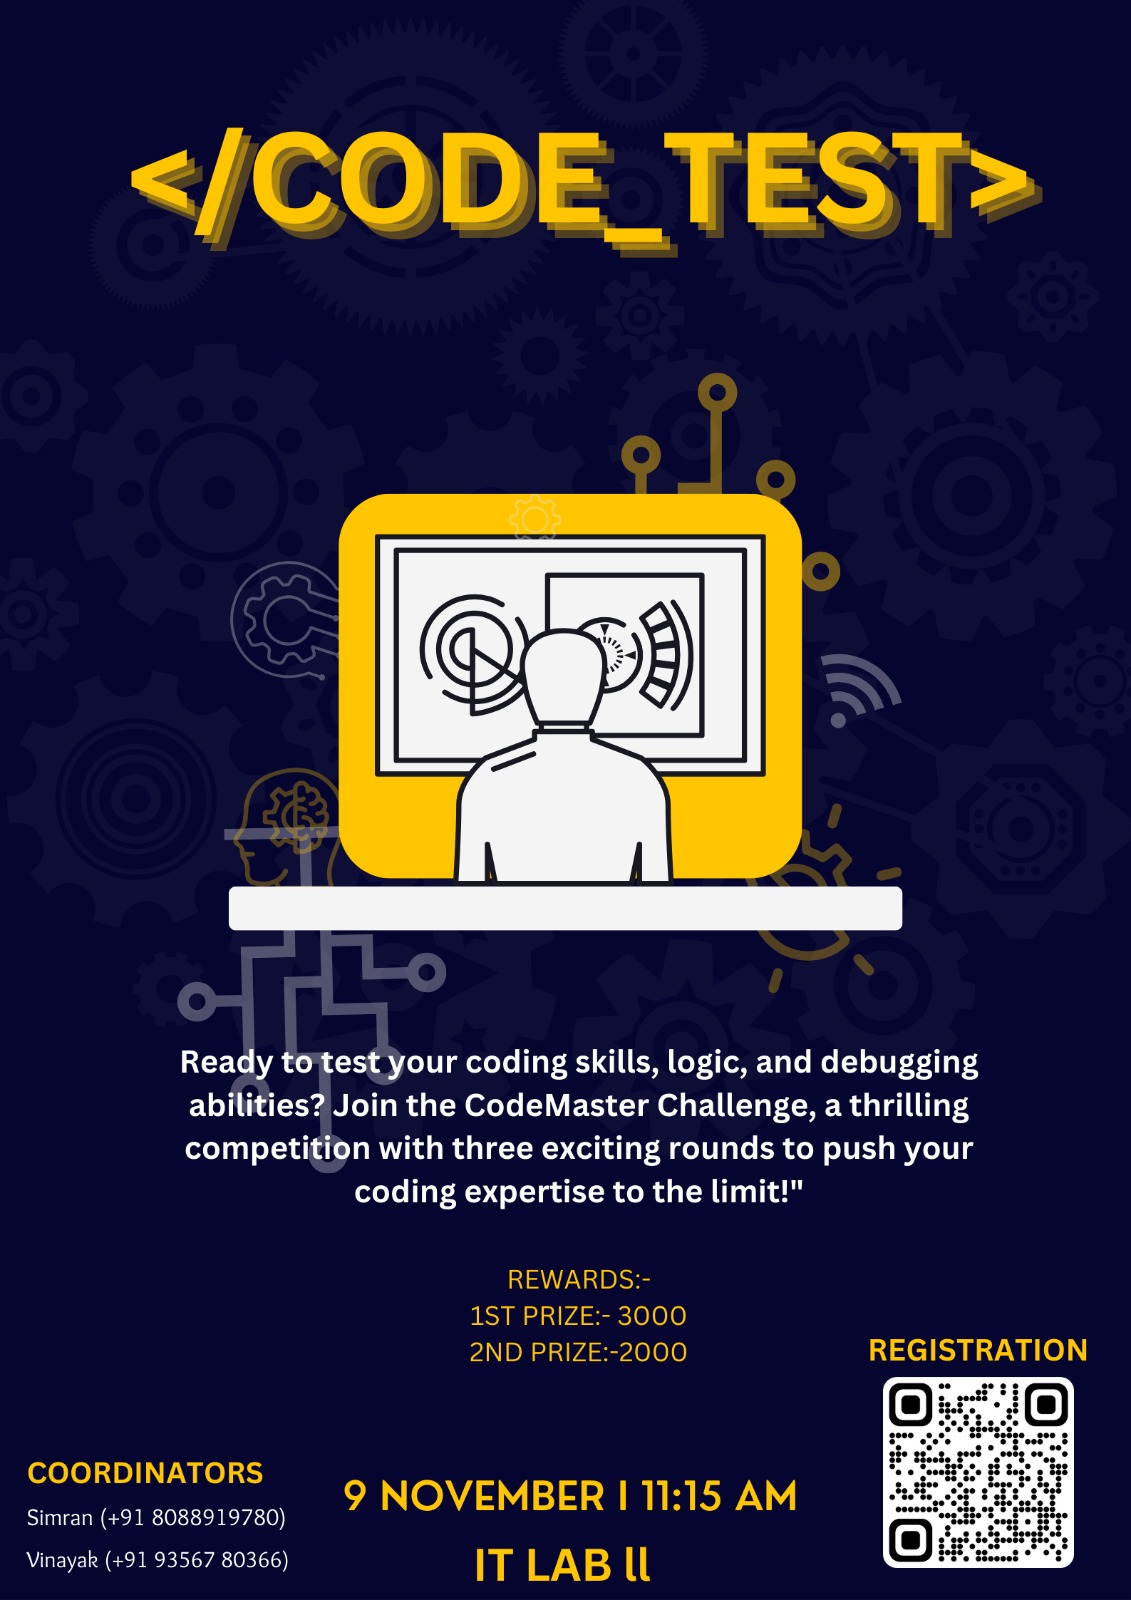 </CODE_TEST>
Ready to test your coding skills, logic, and debugging
abilities? Join the CodeMaster Challenge, a thrilling
competition with three exciting rounds to push your
coding expertise to the limit!"
REWARDS:-
1ST PRIZE:- 3000
2ND PRIZE:-2000
REGISTRATION
COORDINATORS
Simran (+91 8088919780)
Vinayak (+91 93567 80366)
9 NOVEMBER I 11:15 AM
IT LAB ll